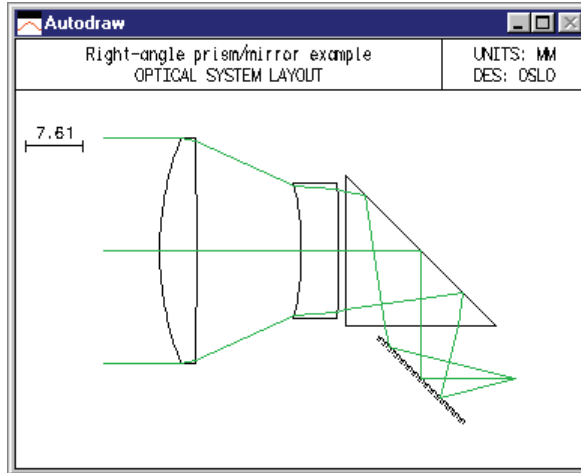 Autodraw
Right-angle prism/mirror example
OPTICAL SYSTEM LAYOUT
UNITS: MM
DES: OSLO
7.61